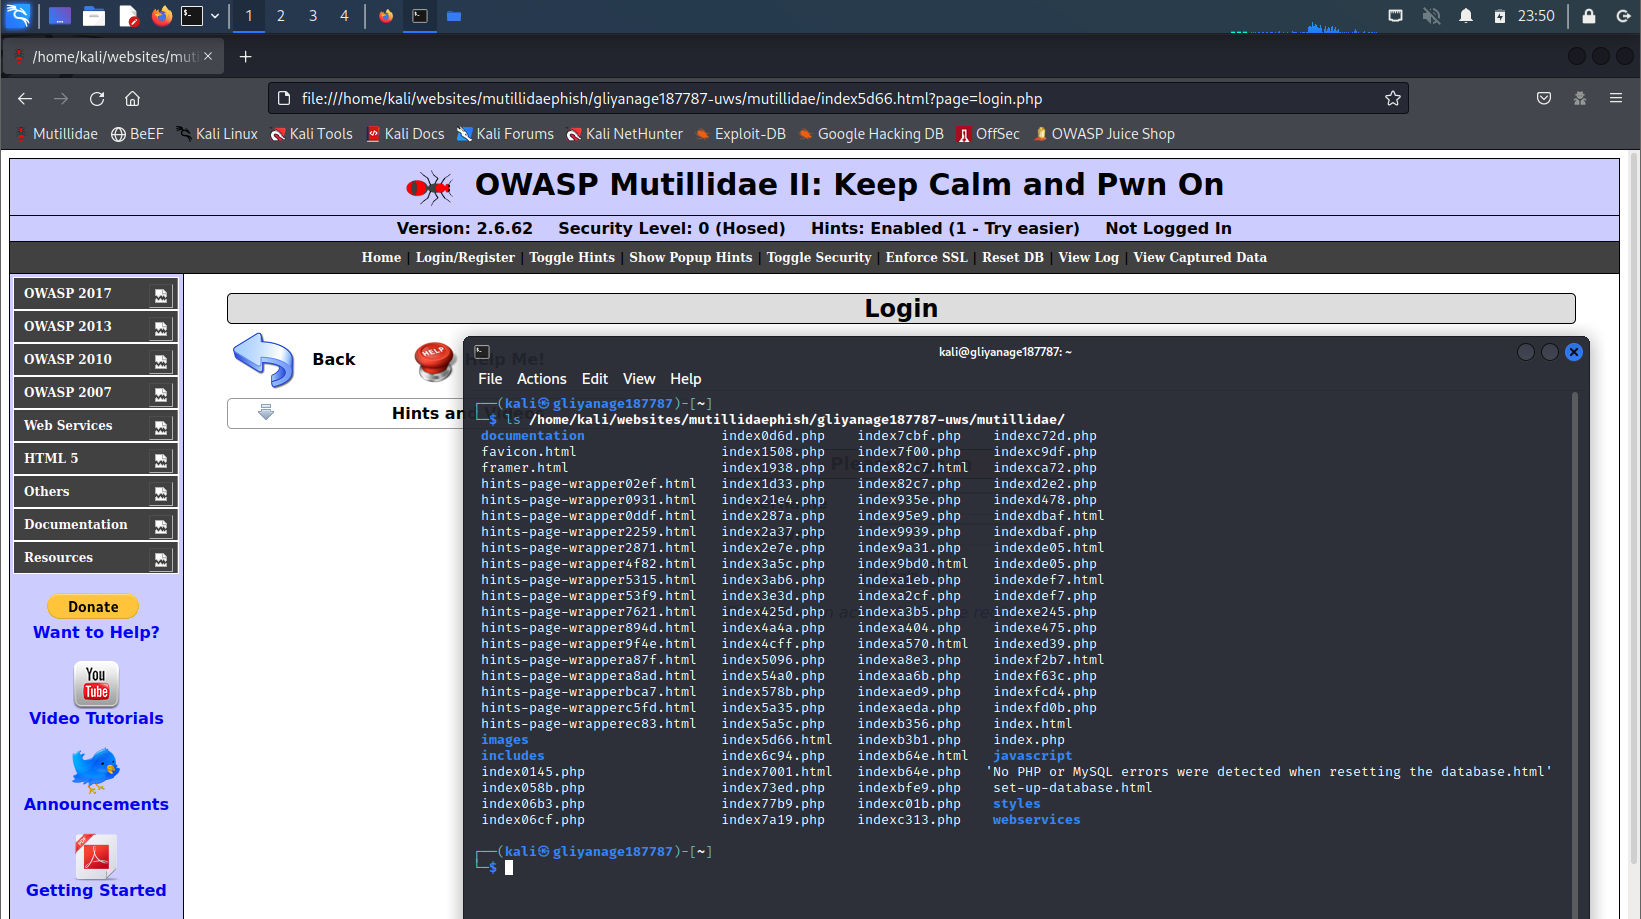 1 2 3 4 23:50
/home/kali/websites/muti
file:///home/kali/websites/mutillidaephish/gliyanage187787-uws/mutillidae/index5d66.html?page=login.php
Mutillidae BeEF Kali Linux Kali Tools Kali Docs Kali Forums Kali NetHunter Exploit-DB Google Hacking DB OffSec OWASP Juice Shop
OWASP Mutillidae II: Keep Calm and Pwn On
Version: 2.6.62 Security Level: 0 (Hosed) Hints: Enabled (1 - Try easier) Not Logged In
Home | Login/Register | Toggle Hints | Show Popup Hints | Toggle Security | Enforce SSL | Reset DB | View Log | View Captured Data
OWASP 2017
OWASP 2013
OWASP 2010
OWASP 2007
Web Services
HTML 5
Others
Documentation
Resources
Donate
Want to Help?
You
Tube
Video Tutorials
Announcements
PDF
Getting Started
Login
Back HELP Help Me!
Hints and
kali@gliyanage187787: ~
File Actions Edit View Help
┌──(kali㉿gliyanage187787)-[~]
└─$ ls /home/kali/websites/mutillidaephish/gliyanage187787-uws/mutillidae/
documentation index0d6d.php index7cbf.php indexc72d.php
favicon.html index1508.php index7f00.php indexc9df.php
framer.html index1938.php index82c7.html indexca72.php
hints-page-wrapper02ef.html index1d33.php index82c7.php indexd2e2.php
hints-page-wrapper0931.html index21e4.php index935e.php indexd478.php
hints-page-wrapper0ddf.html index287a.php index95e9.php indexdbaf.html
hints-page-wrapper2259.html index2a37.php index9939.php indexdbaf.php
hints-page-wrapper2871.html index2e7e.php index9a31.php indexde05.html
hints-page-wrapper4f82.html index3a5c.php index9bd0.html indexde05.php
hints-page-wrapper5315.html index3ab6.php indexa1eb.php indexdef7.html
hints-page-wrapper53f9.html index3e3d.php indexa2cf.php indexdef7.php
hints-page-wrapper7621.html index425d.php indexa3b5.php indexe245.php
hints-page-wrapper894d.html index4a4a.php indexa404.php indexe475.php
hints-page-wrapper9f4e.html index4cff.php indexa570.html indexed39.php
hints-page-wrappera87f.html index5096.php indexa8e3.php indexf2b7.html
hints-page-wrappera8ad.html index54a0.php indexaa6b.php indexf63c.php
hints-page-wrapperbca7.html index578b.php indexaed9.php indexfcd4.php
hints-page-wrapperc5fd.html index5a35.php indexaeda.php indexfd0b.php
hints-page-wrapperec83.html index5a5c.php indexb356.php index.html
images index5d66.html indexb3b1.php index.php
includes index6c94.php indexb64e.html javascript
index0145.php index7001.html indexb64e.php 'No PHP or MySQL errors were detected when resetting the database.html'
index058b.php index73ed.php indexbfe9.php set-up-database.html
index06b3.php index77b9.php indexc01b.php styles
index06cf.php index7a19.php indexc313.php webservices
┌──(kali㉿gliyanage187787)-[~]
└─$